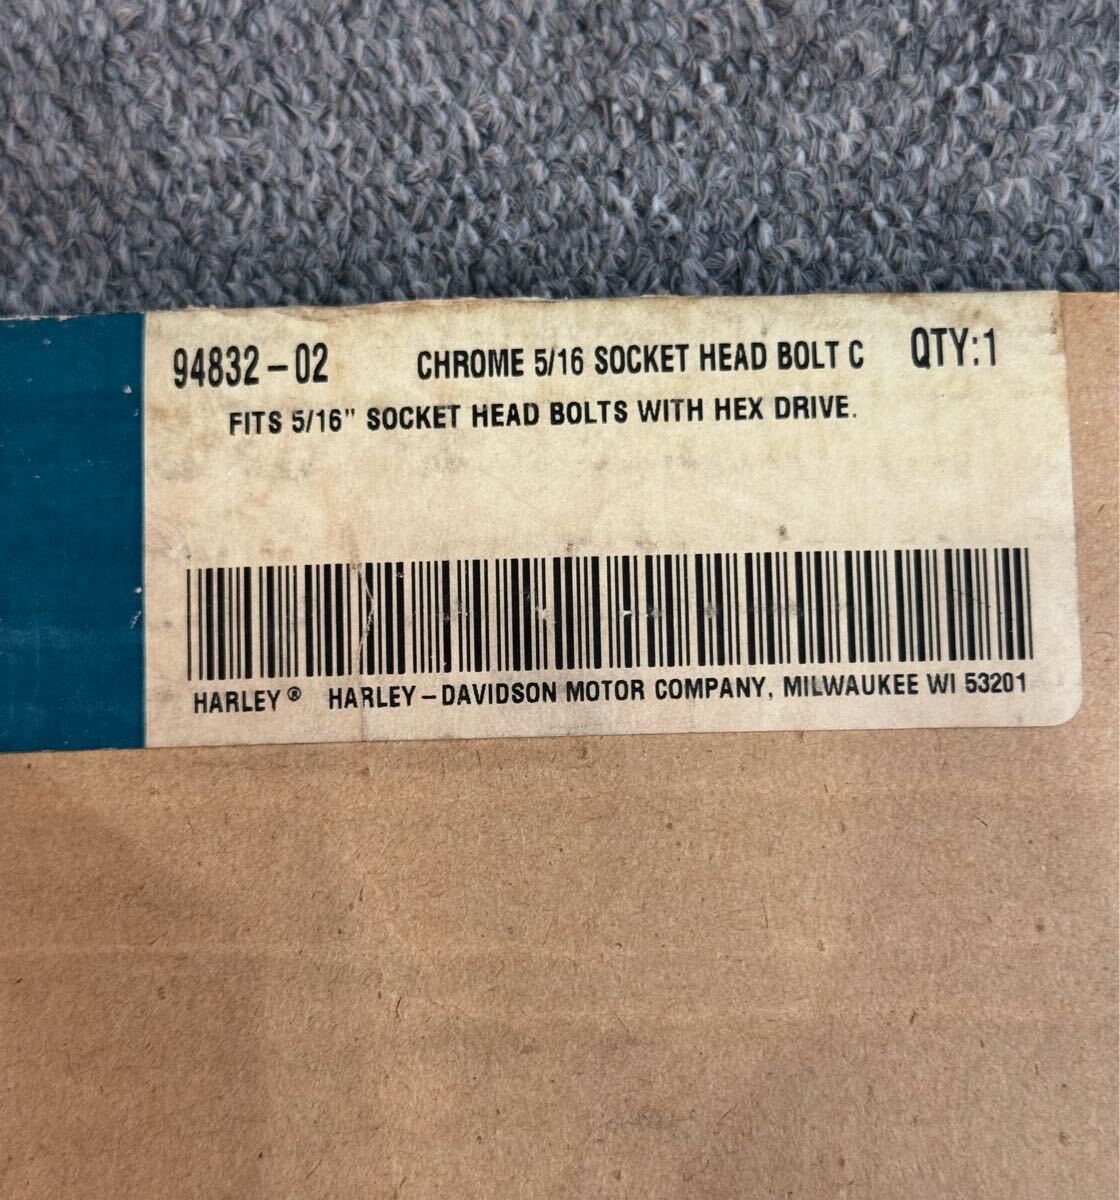 94832-02 CHROME 5/16 SOCKET HEAD BOLT C QTY:1
FITS 5/16" SOCKET HEAD BOLTS WITH HEX DRIVE.
HARLEY® HARLEY-DAVIDSON MOTOR COMPANY, MILWAUKEE WI 53201